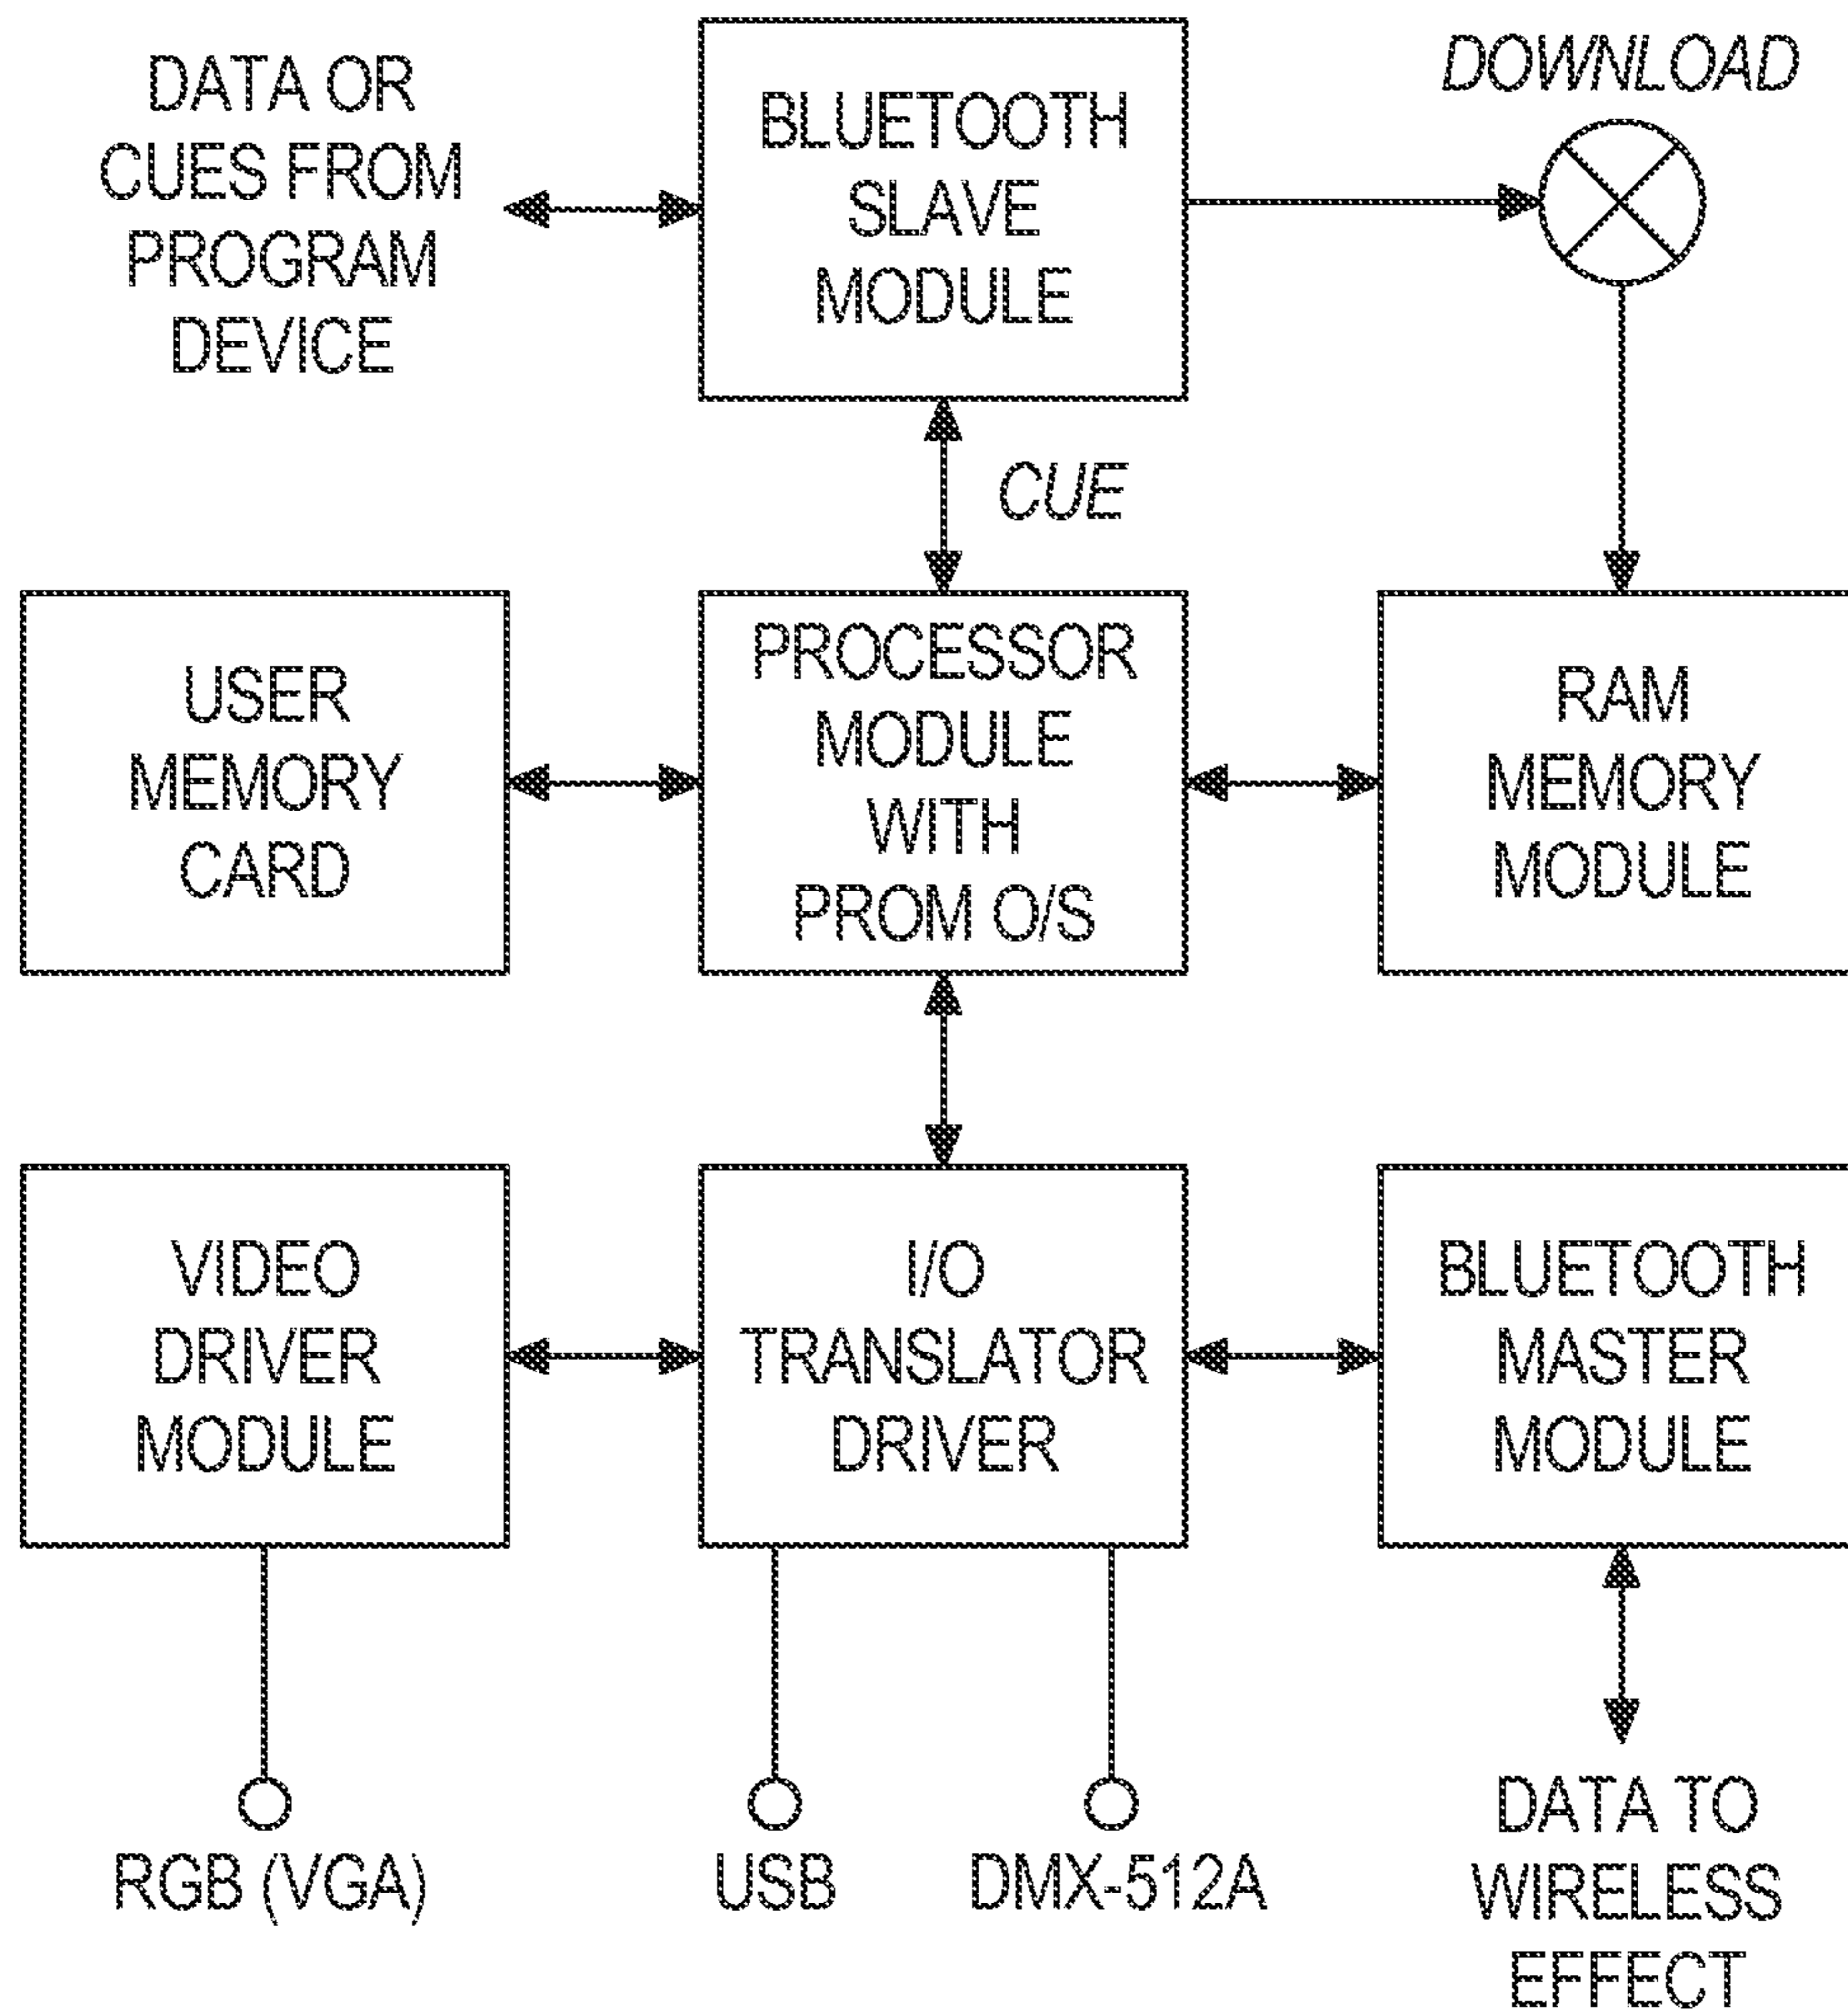 DATA OR
CUES FROM
PROGRAM
DEVICE
BLUETOOTH
SLAVE
MODULE
DOWNLOAD
CUE
USER
MEMORY
CARD
PROCESSOR
MODULE
WITH
PROM O/S
RAM
MEMORY
MODULE
VIDEO
DRIVER
MODULE
I/O
TRANSLATOR
DRIVER
BLUETOOTH
MASTER
MODULE
RGB (VGA)
USB
DMX-512A
DATA TO
WIRELESS
EFFECT